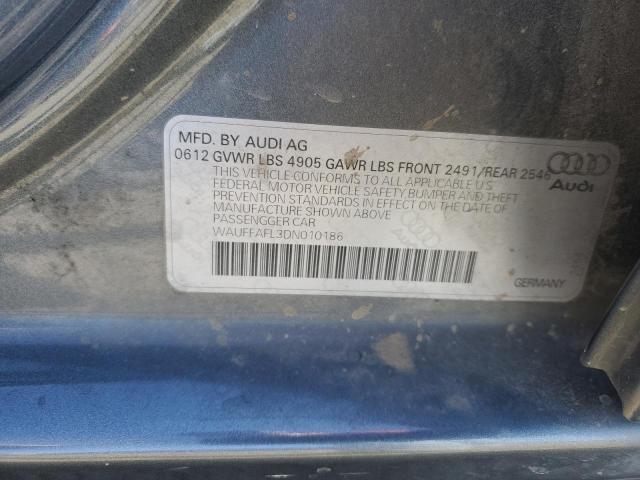 MFD. BY AUDI AG
0612 GVWR LBS 4905 GAWR LBS FRONT 2491/REAR 2546
THIS VEHICLE CONFORMS TO ALL APPLICABLE U.S
FEDERAL MOTOR VEHICLE SAFETY BUMPER AND THEFT
PREVENTION STANDARDS IN EFFECT ON THE DATE OF
MANUFACTURE SHOWN ABOVE
PASSENGGER CAR
WAUFFAFL3DN010186
Audi
GERMANY